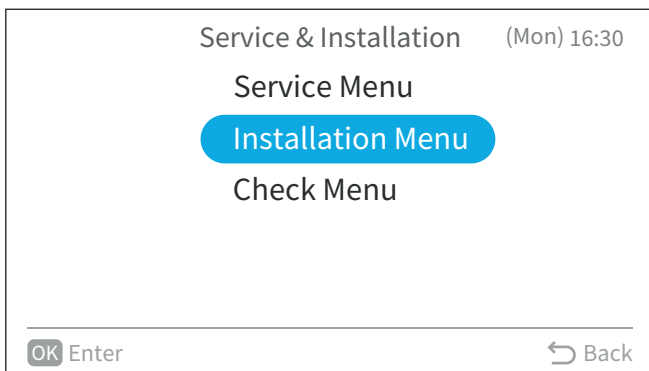 Service & Installation (Mon) 16:30
Service Menu
Installation Menu
Check Menu
OK Enter Back